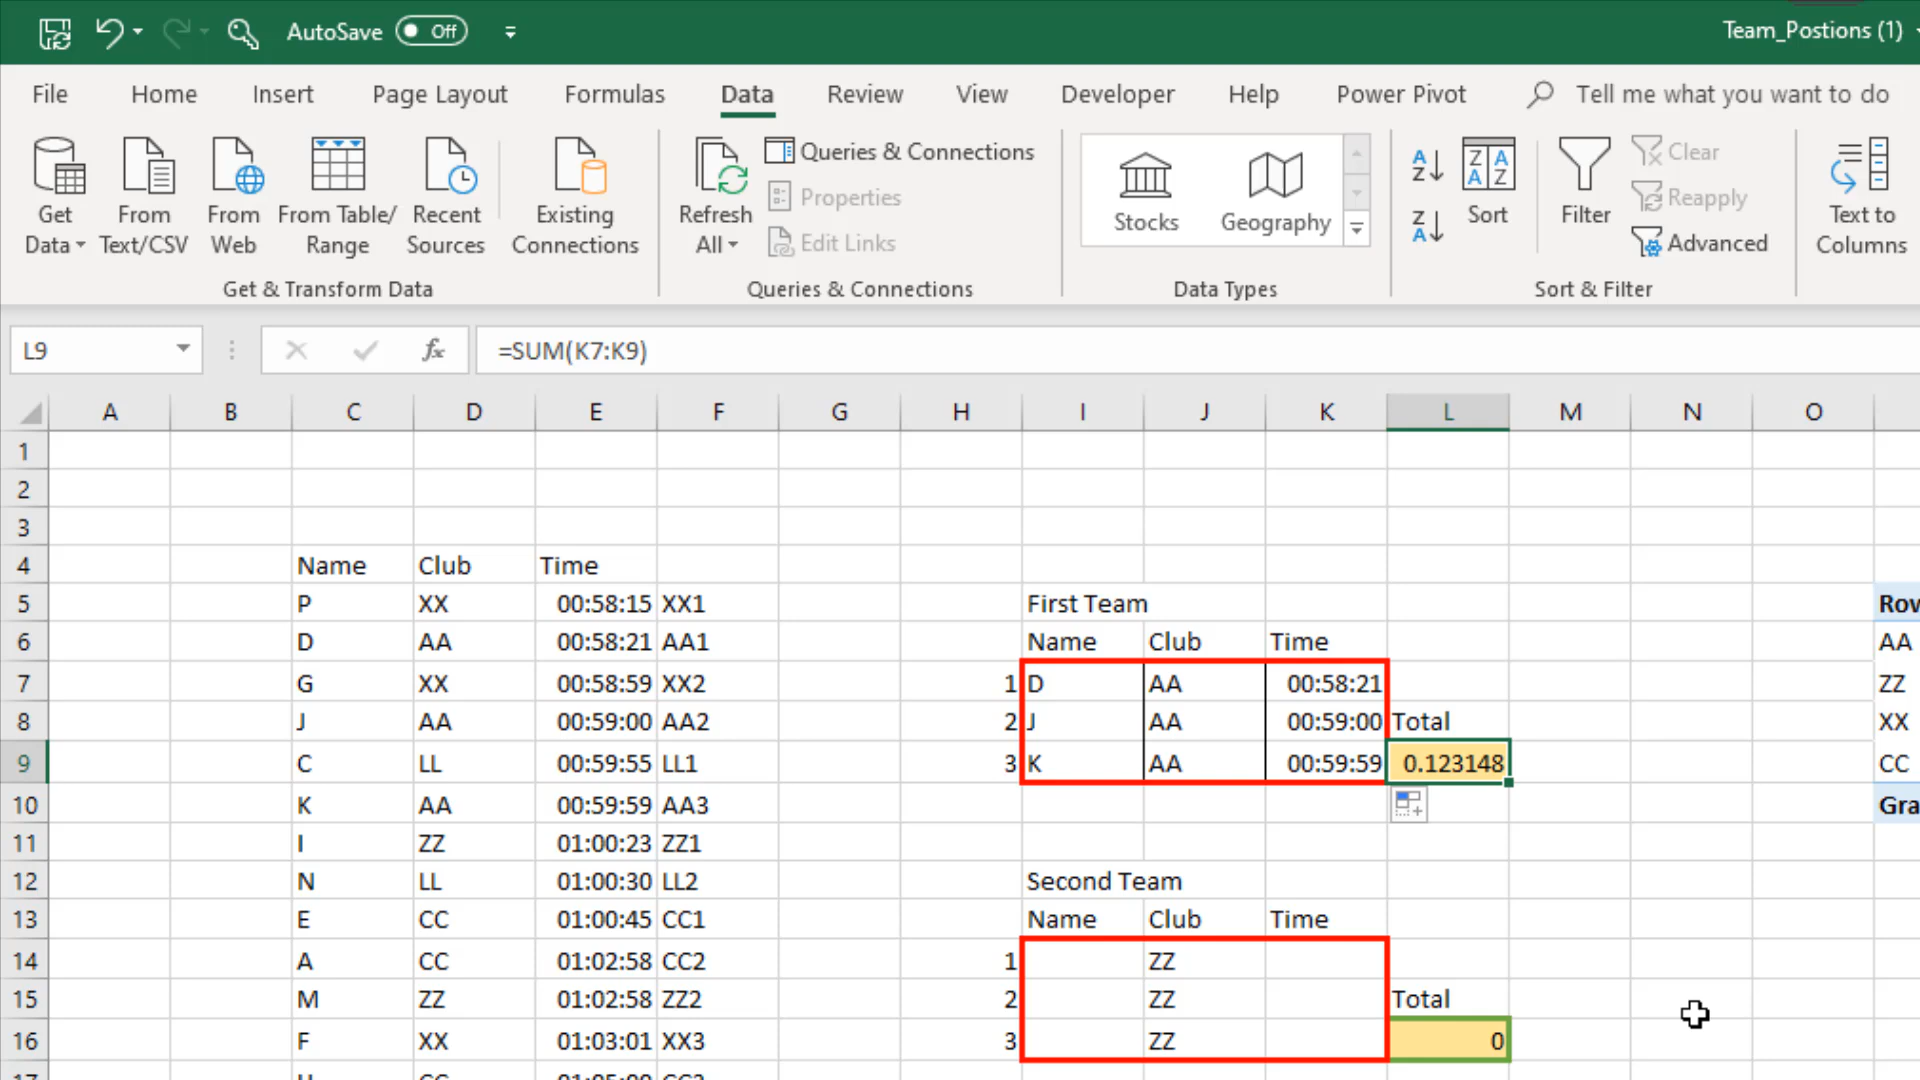 AutoSave Off Team_Postions (1)
File Home Insert Page Layout Formulas Data Review View Developer Help Power Pivot Tell me what you want to do
Get Data From Text/CSV From Web From Table/ Range Recent Sources Existing Connections
Refresh All Queries & Connections
Properties
Edit Links
Stocks Geography
Sort Filter Clear
Reapply
Advanced
Text to Columns
Get & Transform Data Queries & Connections Data Types Sort & Filter
L9 fx =SUM(K7:K9)
A B C D E F G H I J K L M N O
1
2
3
4 Name Club Time
5 P XX 00:58:15 XX1 First Team
6 D AA 00:58:21 AA1 Name Club Time AA
7 G XX 00:58:59 XX2 1 D AA 00:58:21 ZZ
8 J AA 00:59:00 AA2 2 J AA 00:59:00 Total XX
9 C LL 00:59:55 LL1 3 K AA 00:59:59 0.123148 CC
10 K AA 00:59:59 AA3
11 I ZZ 01:00:23 ZZ1
12 N LL 01:00:30 LL2 Second Team
13 E CC 01:00:45 CC1 Name Club Time
14 A CC 01:02:58 CC2 1 ZZ
15 M ZZ 01:02:58 ZZ2 2 ZZ Total
16 F XX 01:03:01 XX3 3 ZZ 0